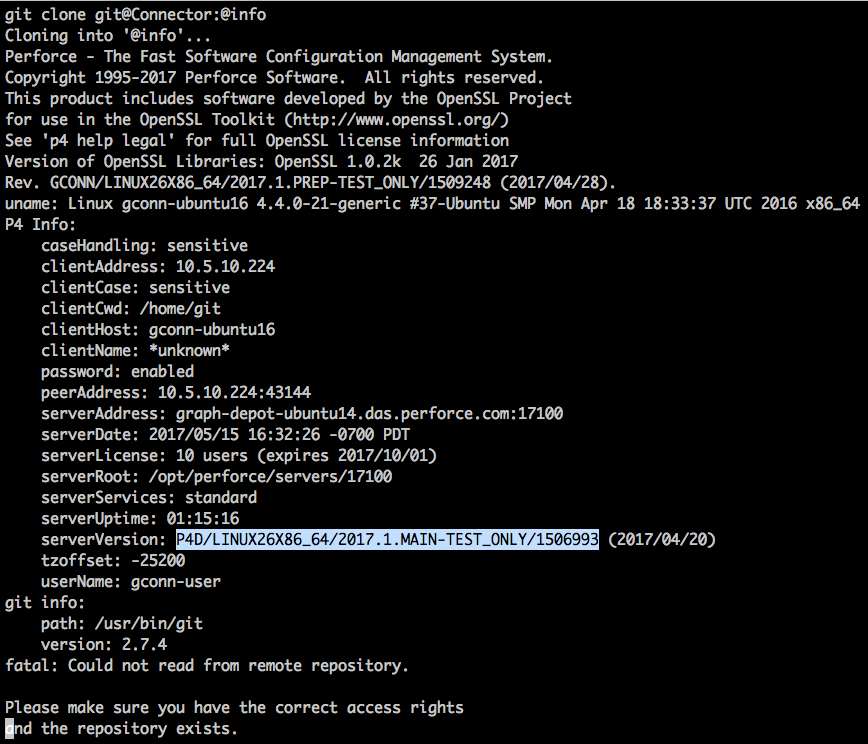 git clone git@Connector:@info
Cloning into '@info'...
Perforce - The Fast Software Configuration Management System.
Copyright 1995-2017 Perforce Software.  All rights reserved.
This product includes software developed by the OpenSSL Project
for use in the OpenSSL Toolkit (http://www.openssl.org/)
See 'p4 help legal' for full OpenSSL license information
Version of OpenSSL Libraries: OpenSSL 1.0.2k  26 Jan 2017
Rev. GCONN/LINUX26X86_64/2017.1.PREP-TEST_ONLY/1509248 (2017/04/28).
uname: Linux gconn-ubuntu16 4.4.0-21-generic #37-Ubuntu SMP Mon Apr 18 18:33:37 UTC 2016 x86_64
P4 Info:
    caseHandling: sensitive
    clientAddress: 10.5.10.224
    clientCase: sensitive
    clientCwd: /home/git
    clientHost: gconn-ubuntu16
    clientName: *unknown*
    password: enabled
    peerAddress: 10.5.10.224:43144
    serverAddress: graph-depot-ubuntu14.das.perforce.com:17100
    serverDate: 2017/05/15 16:32:26 -0700 PDT
    serverLicense: 10 users (expires 2017/10/01)
    serverRoot: /opt/perforce/servers/17100
    serverServices: standard
    serverUptime: 01:15:16
    serverVersion: P4D/LINUX26X86_64/2017.1.MAIN-TEST_ONLY/1506993 (2017/04/20)
    tzoffset: -25200
    userName: gconn-user
git info:
    path: /usr/bin/git
    version: 2.7.4
fatal: Could not read from remote repository.

Please make sure you have the correct access rights
and the repository exists.